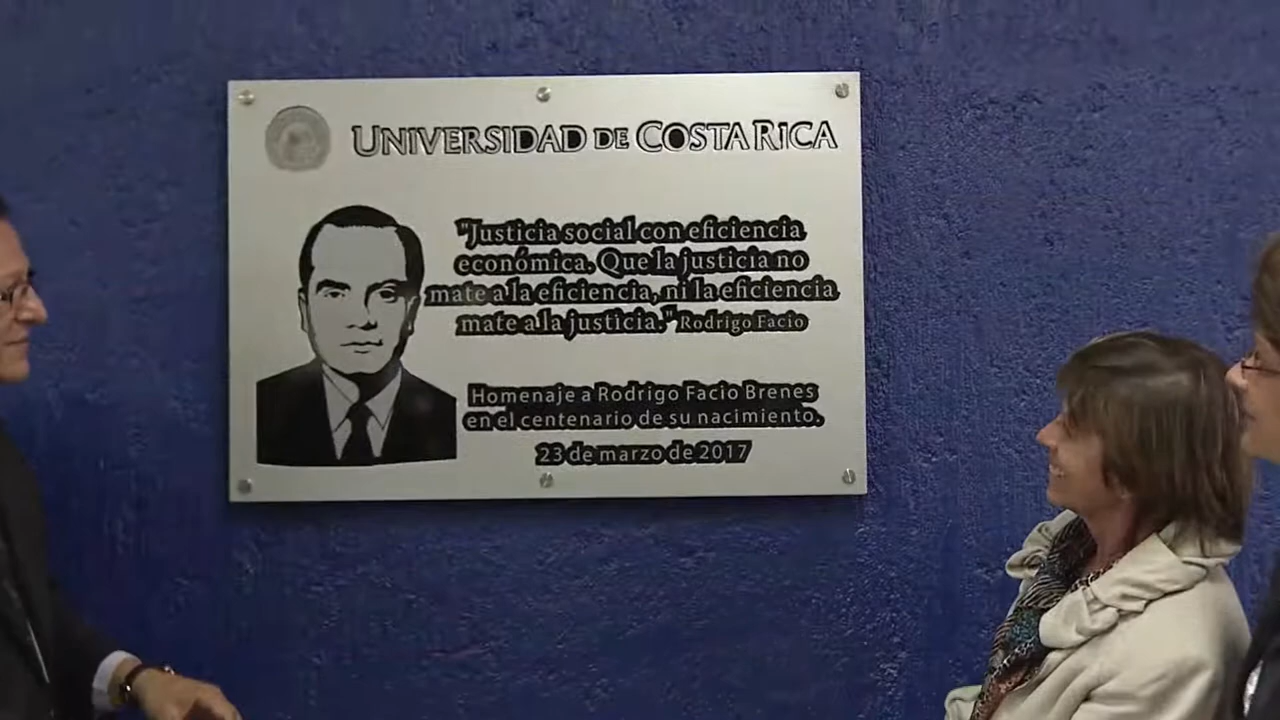 UNIVERSIDAD DE COSTA RICA
"Justicia social con eficiencia
económica. Que la justicia no
mate a la eficiencia, ni la eficiencia
mate a la justicia." Rodrigo Facio
Homenaje a Rodrigo Facio Brenes
en el centenario de su nacimiento.
23 de marzo de 2017